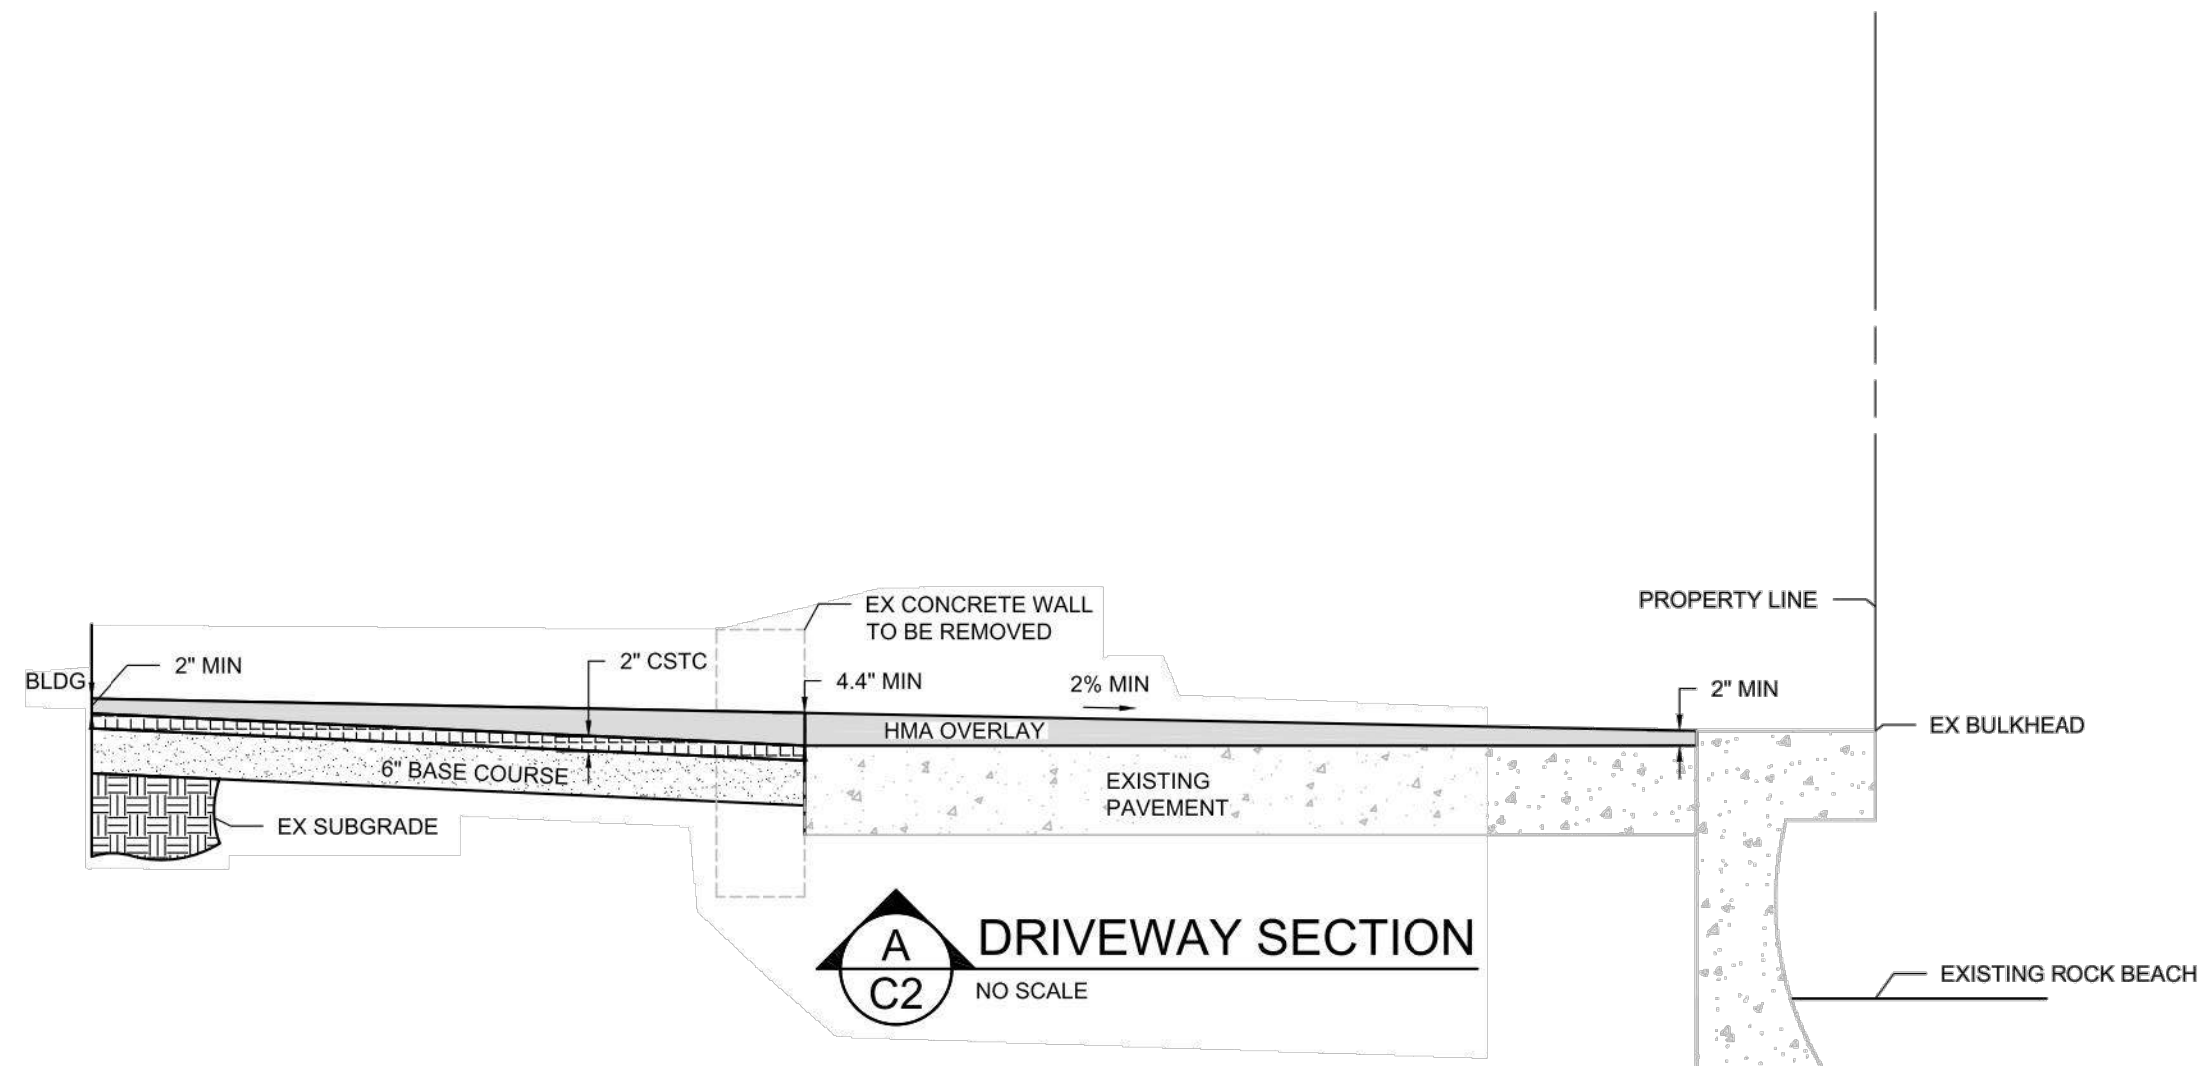 EX CONCRETE WALL
TO BE REMOVED
PROPERTY LINE
2" MIN
2" CSTC
BLDG
4.4" MIN
2% MIN
2" MIN
HMA OVERLAY
EX BULKHEAD
6" BASE COURSE
EXISTING
PAVEMENT
EX SUBGRADE
A
C2
DRIVEWAY SECTION
NO SCALE
EXISTING ROCK BEACH